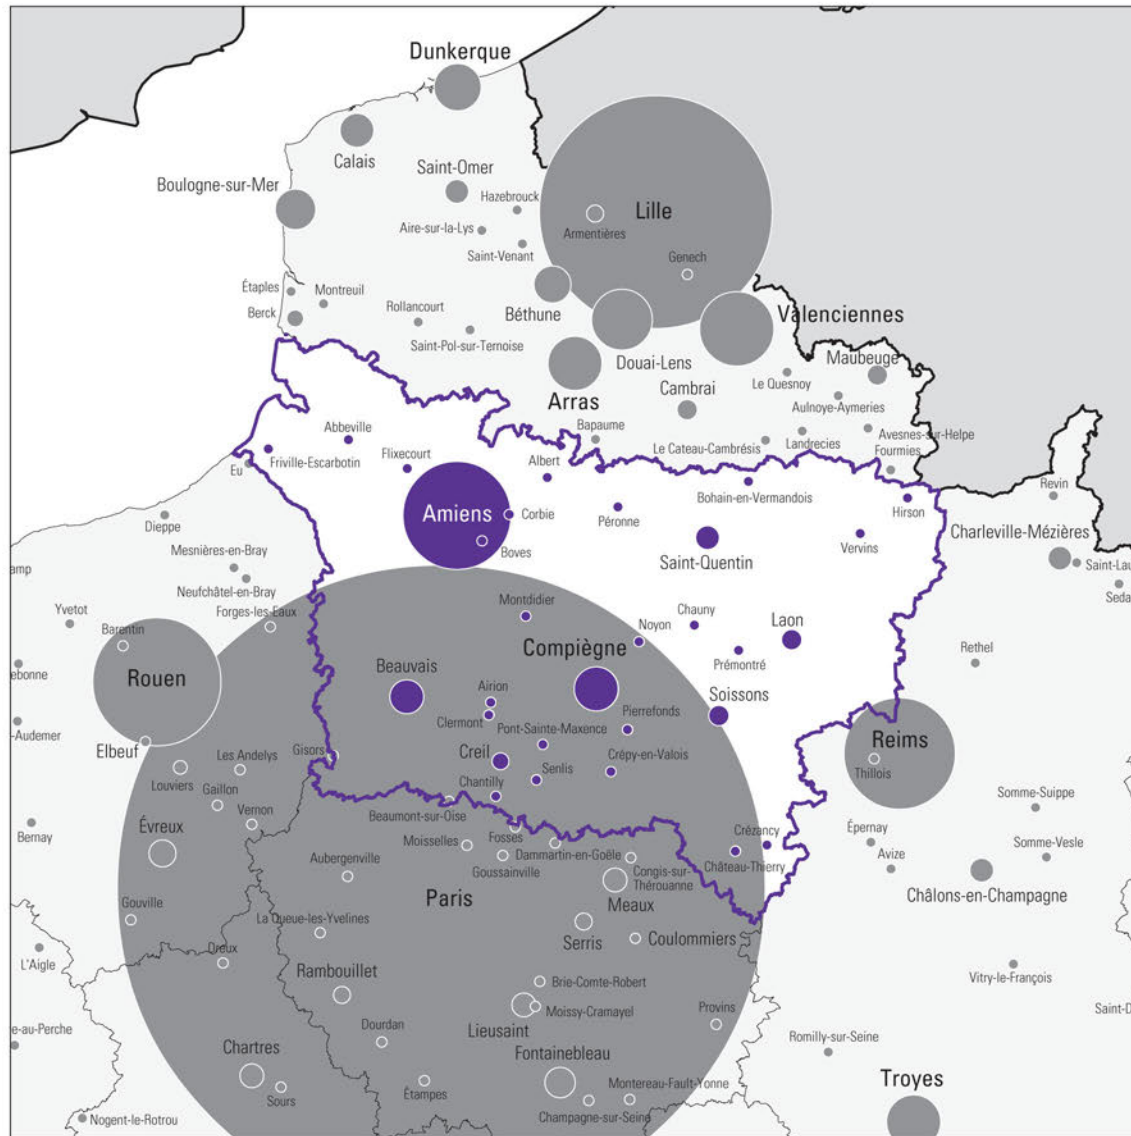 Dunkerque
Calais
Saint-Omer
Boulogne-sur-Mer
Hazebrouck
Lille
Armentières
Aire-sur-la-Lys
Saint-Venant
Genech
Étaples
Montreuil
Berck
Rollancourt
Béthune
Valenciennes
Saint-Pol-sur-Ternoise
Douai-Lens
Maubeuge
Arras
Cambrai
Le Quesnoy
Aulnoye-Aymeries
Bapaume
Abbeville
Le Cateau-Cambrésis
Landrecies
Avesnes-sur-Helpe
Fourmies
Flixecourt
Friville-Escarbotin
Albert
Eu
Revin
Bohain-en-Vermandois
Hirson
Amiens
Corbie
Péronne
Dieppe
Charleville-Mézières
Boves
Vervins
Mesnières-en-Bray
Saint-Quentin
Saint-Lau
amp
Neufchâtel-en-Bray
Seda
Montdidier
Yvetot
Forges-les-Eaux
Chauny
Noyon
Laon
Barentin
Rethel
Compiègne
Beauvais
Prémontré
ebonne
Rouen
Airion
Soissons
Clermont
Pierrefonds
-Audemer
Pont-Sainte-Maxence
Elbeuf
Gisors
Creil
Reims
Les Andelys
Crépy-en-Valois
Senlis
Thillois
Louviers
Chantilly
Gaillon
Somme-Suippe
Vernon
Beaumont-sur-Oise
Bernay
Évreux
Fosses
Crézancy
Épernay
Moisselles
Somme-Vesle
Dammartin-en-Goële
Avize
Aubergenville
Goussainville
Château-Thierry
Congis-sur-
Thérouanne
Châlons-en-Champagne
Paris
Gouville
Meaux
La Queue-les-Yvelines
Serris
Coulommiers
Dreux
L'Aigle
Rambouillet
Brie-Comte-Robert
Vitry-le-François
Moissy-Cramayel
Provins
Saint-D
e-au-Perche
Dourdan
Lieusaint
Romilly-sur-Seine
Chartres
Fontainebleau
Troyes
Sours
Étampes
Montereau-Fault-Yonne
Nogent-le-Rotrou
Champagne-sur-Seine